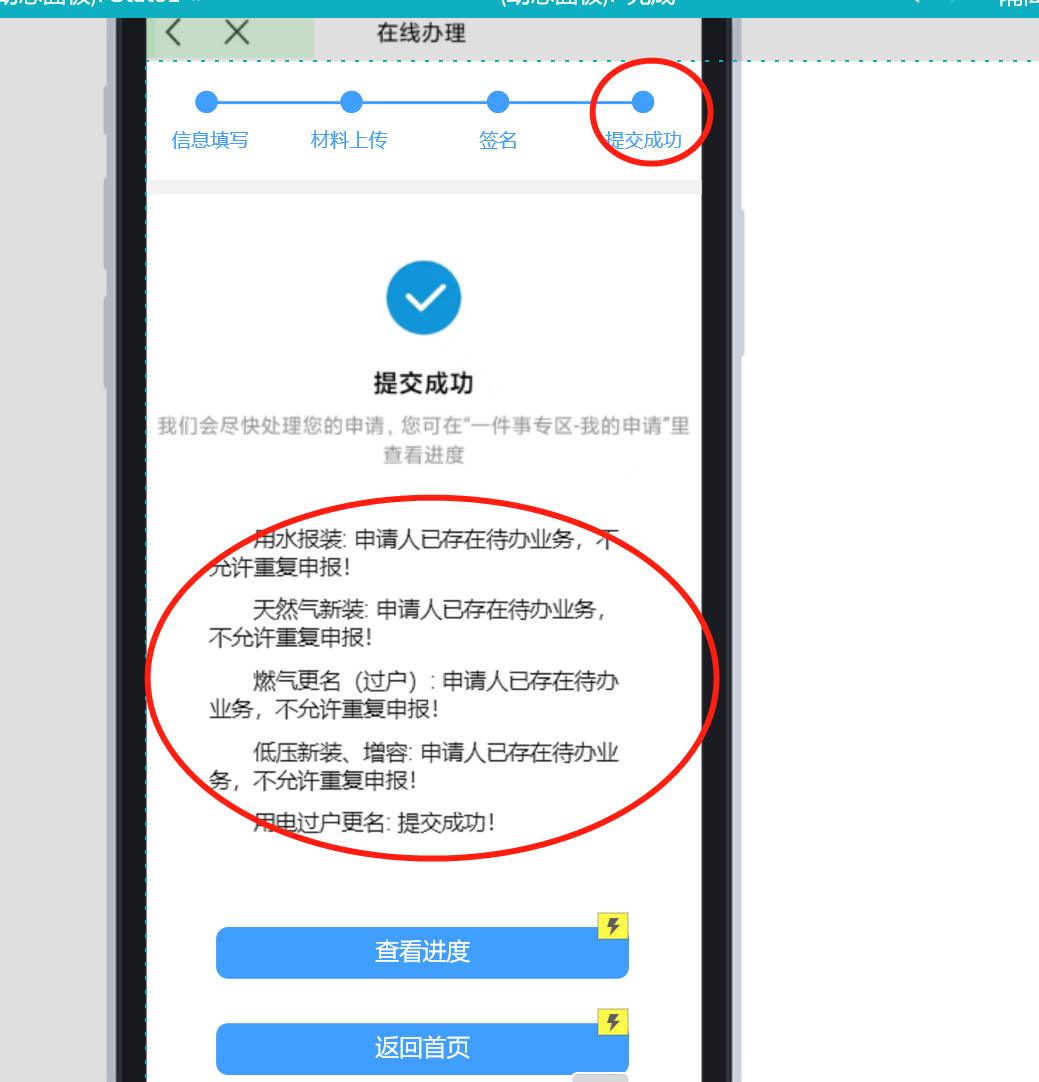 在线办理
信息填写
材料上传
签名
提交成功
提交成功
我们会尽快处理您的申请，您可在“一件事专区-我的申请”里
查看进度
用水报装: 申请人已存在待办业务，不
允许重复申报！
天然气新装: 申请人已存在待办业务，
不允许重复申报！
燃气更名（过户）: 申请人已存在待办
业务，不允许重复申报！
低压新装、增容: 申请人已存在待办业
务，不允许重复申报！
用电过户更名: 提交成功！
查看进度
返回首页